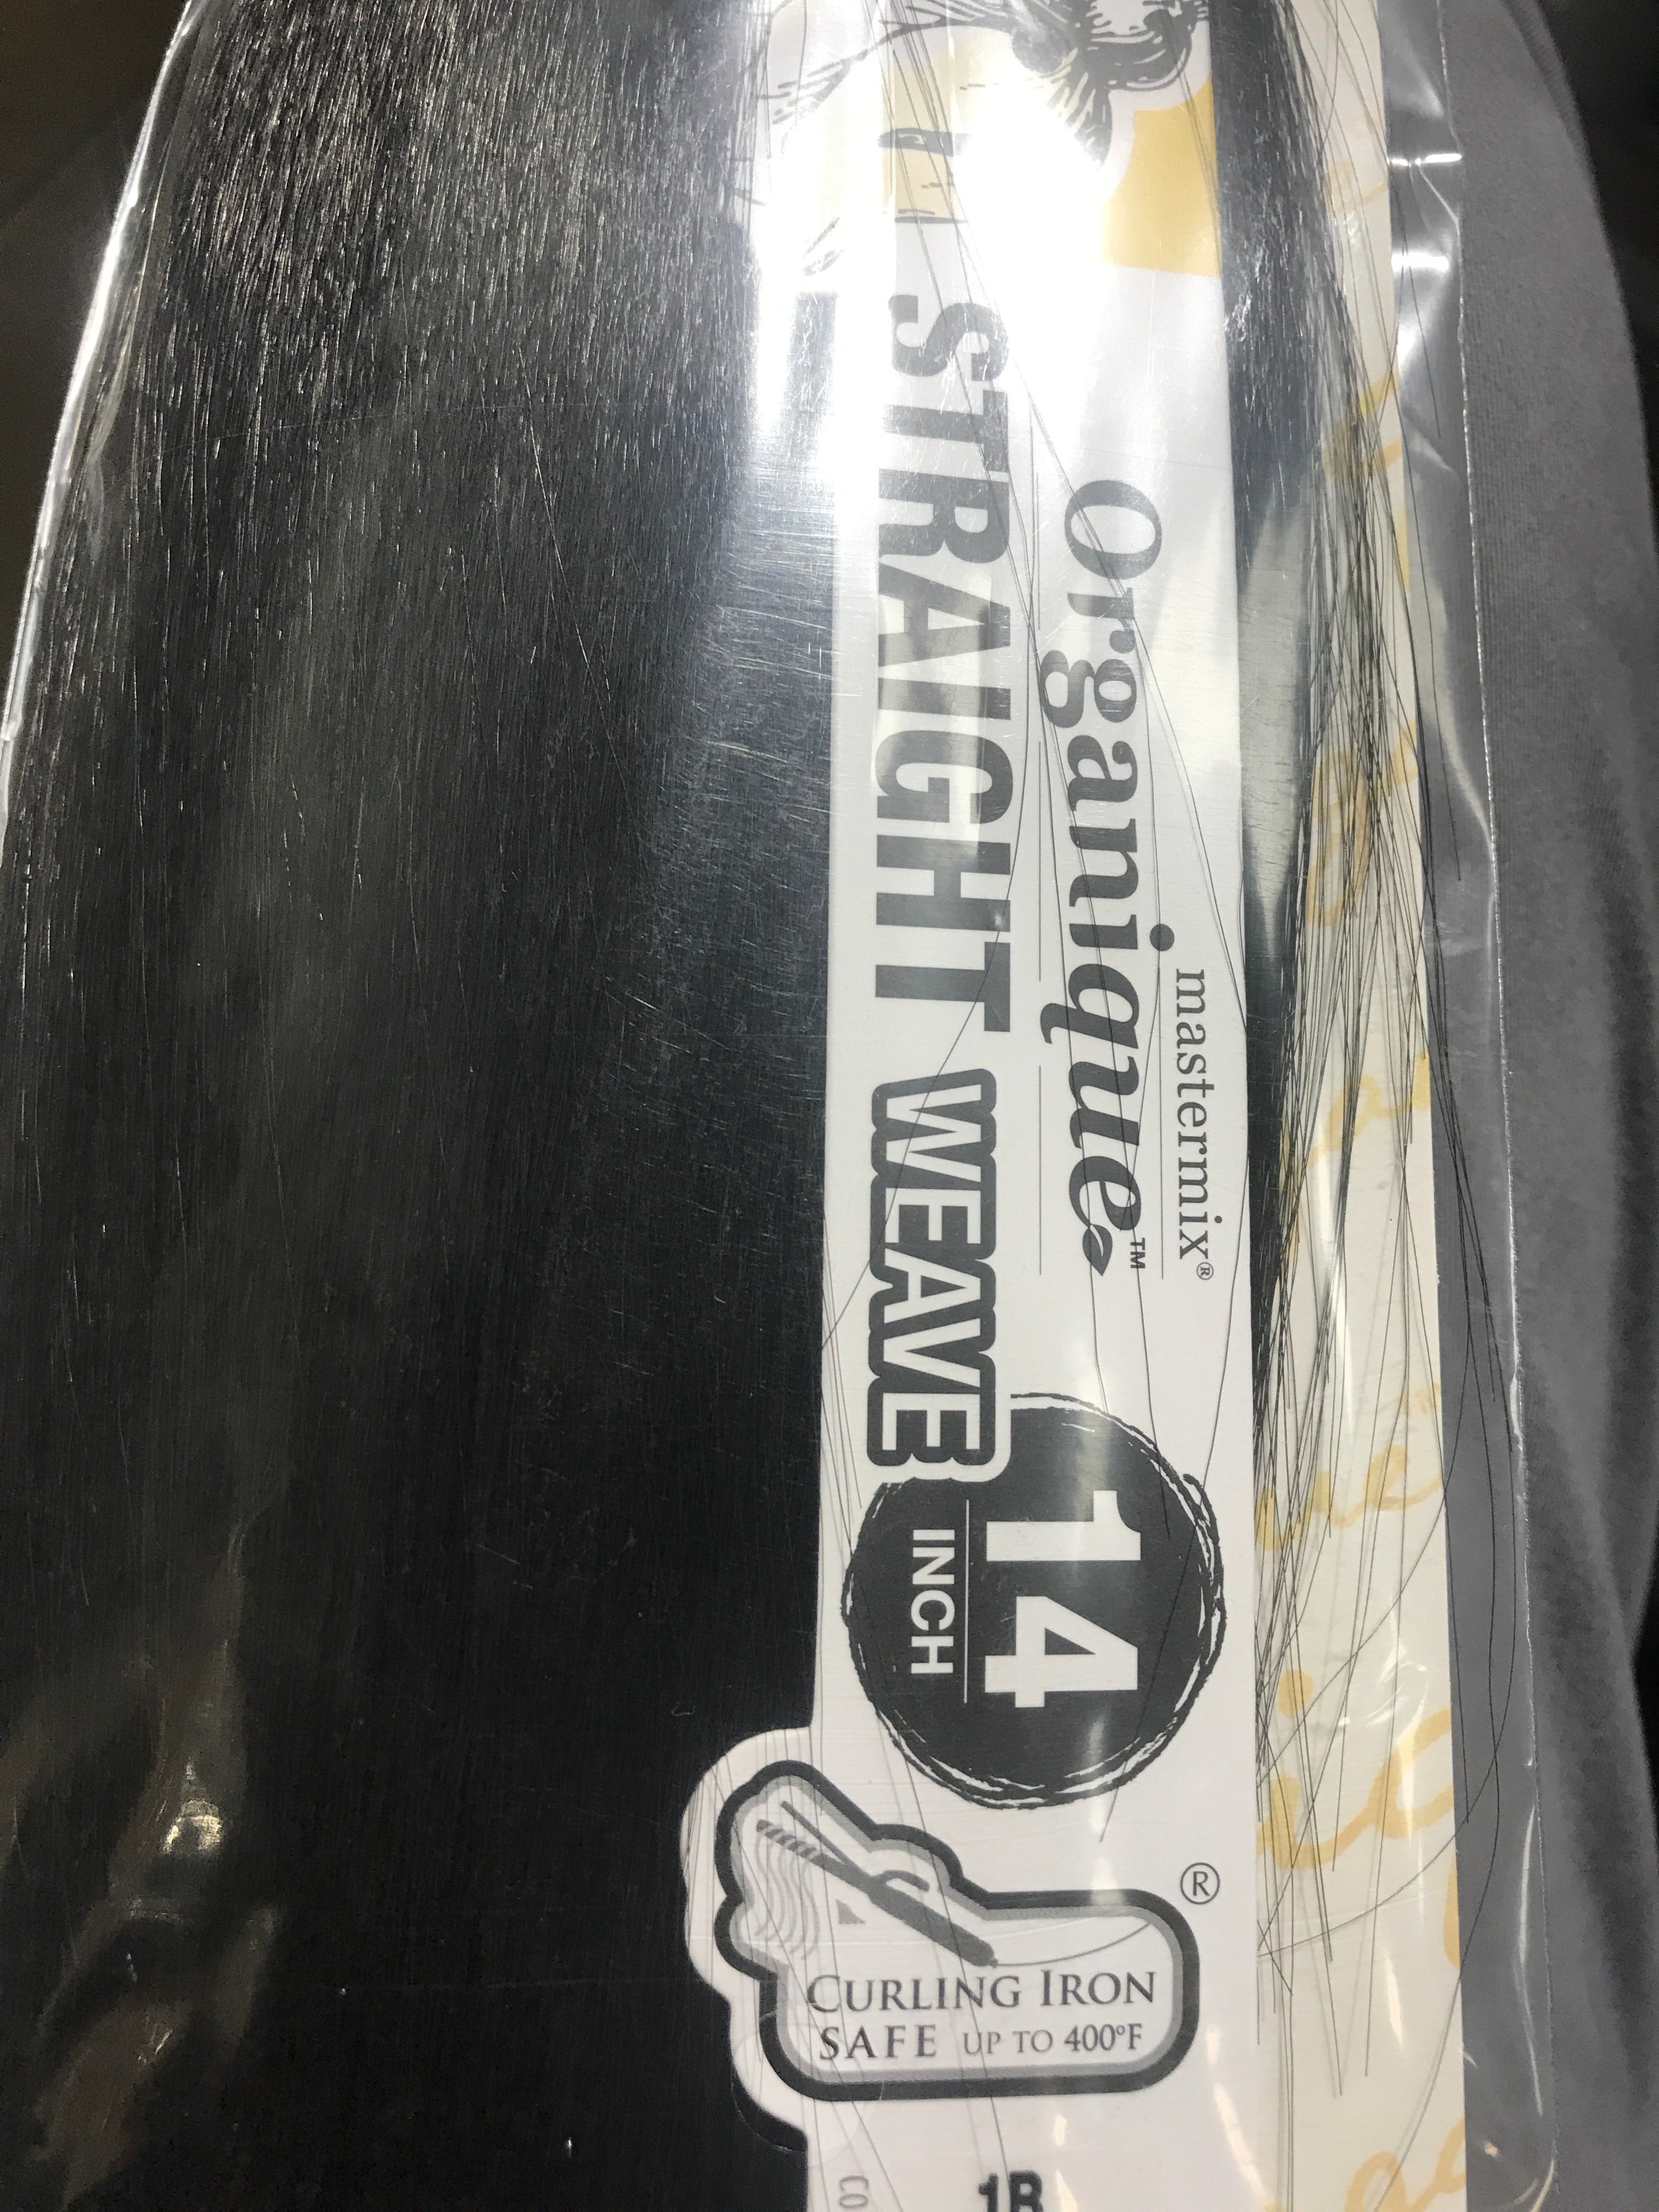 mastermix®
Organique™
STRAIGHT WEAVE
14
INCH
®
CURLING IRON
SAFE UP TO 400°F
1B